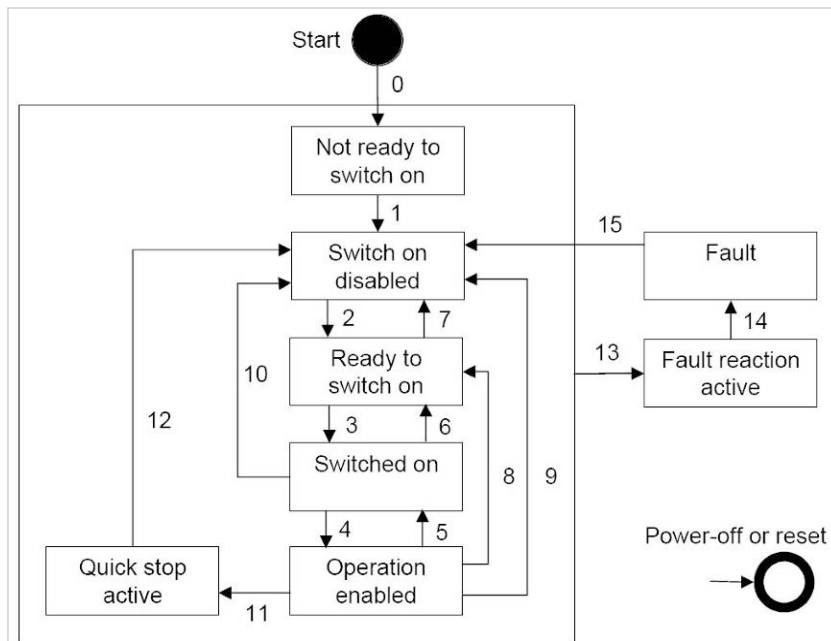 Start
0
Not ready to
switch on
1
15
Switch on
disabled
Fault
2
7
14
Ready to
switch on
10
13
Fault reaction
active
12
3
6
Switched on
8
9
4
5
Power-off or reset
Quick stop
active
Operation
enabled
11